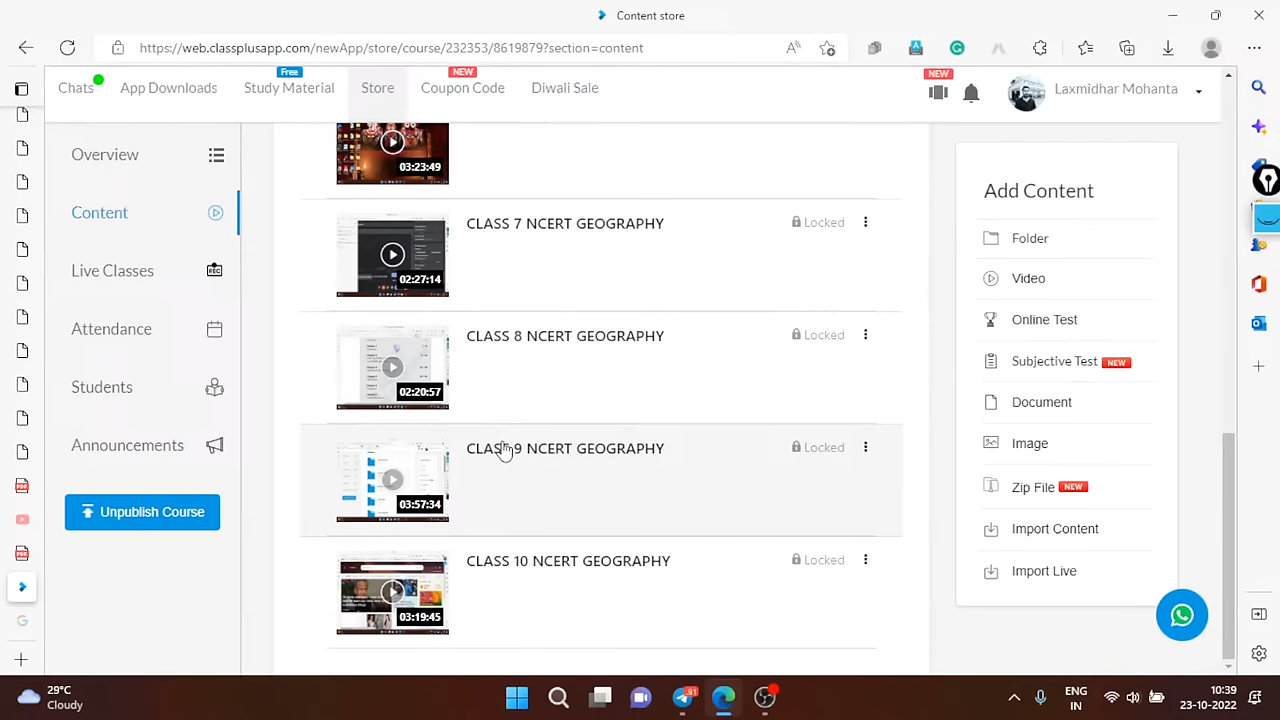 Content store
https://web.classplusapp.com/newApp/store/course/232353/8619879?section=content
Chats
App Downloads
Free
Study Material
Store
NEW
Coupon Code
Diwali Sale
NEW
Laxmidhar Mohanta
Overview
Content
Live Classes
REC
Attendance
Students
Announcements
Unpublish Course
03:23:49
CLASS 7 NCERT GEOGRAPHY
Locked
02:27:14
CLASS 8 NCERT GEOGRAPHY
Locked
02:20:57
CLASS 9 NCERT GEOGRAPHY
Locked
03:57:34
CLASS 10 NCERT GEOGRAPHY
Locked
03:19:45
Add Content
Folder
Video
Online Test
Subjective Test NEW
Document
Image
Zip File NEW
Import Content
Import Live
29°C
Cloudy
91
ENG
IN
10:39
23-10-2022